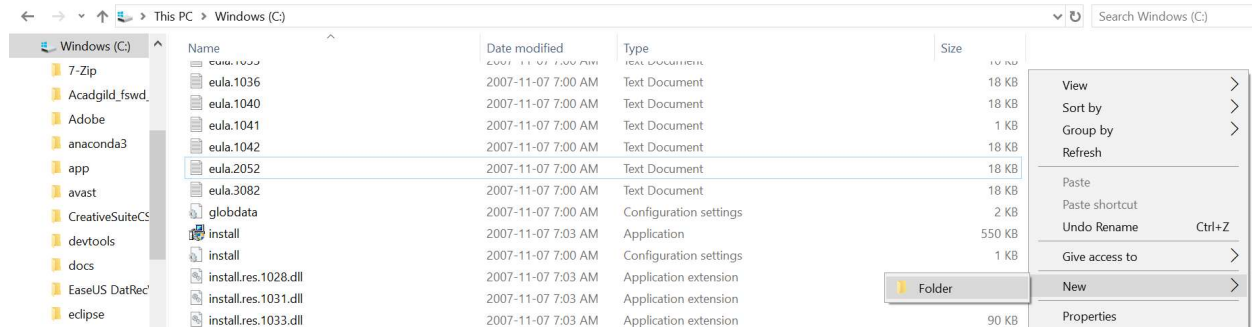 This PC > Windows (C:)
Search Windows (C:)
Windows (C:)
7-Zip
Acadgild_fswd_
Adobe
anaconda3
app
avast
CreativeSuiteCS
devtools
docs
EaseUS DatRec
eclipse
Name Date modified Type Size
eula.1036 2007-11-07 7:00 AM Text Document 18 KB
eula.1040 2007-11-07 7:00 AM Text Document 18 KB
eula.1041 2007-11-07 7:00 AM Text Document 1 KB
eula.1042 2007-11-07 7:00 AM Text Document 18 KB
eula.2052 2007-11-07 7:00 AM Text Document 18 KB
eula.3082 2007-11-07 7:00 AM Text Document 18 KB
globdata 2007-11-07 7:00 AM Configuration settings 2 KB
install 2007-11-07 7:03 AM Application 550 KB
install 2007-11-07 7:00 AM Configuration settings 1 KB
install.res.1028.dll 2007-11-07 7:03 AM Application extension
install.res.1031.dll 2007-11-07 7:03 AM Application extension
install.res.1033.dll 2007-11-07 7:03 AM Application extension 90 KB
View
Sort by
Group by
Refresh
Paste
Paste shortcut
Undo Rename Ctrl+Z
Give access to
New
Properties
Folder